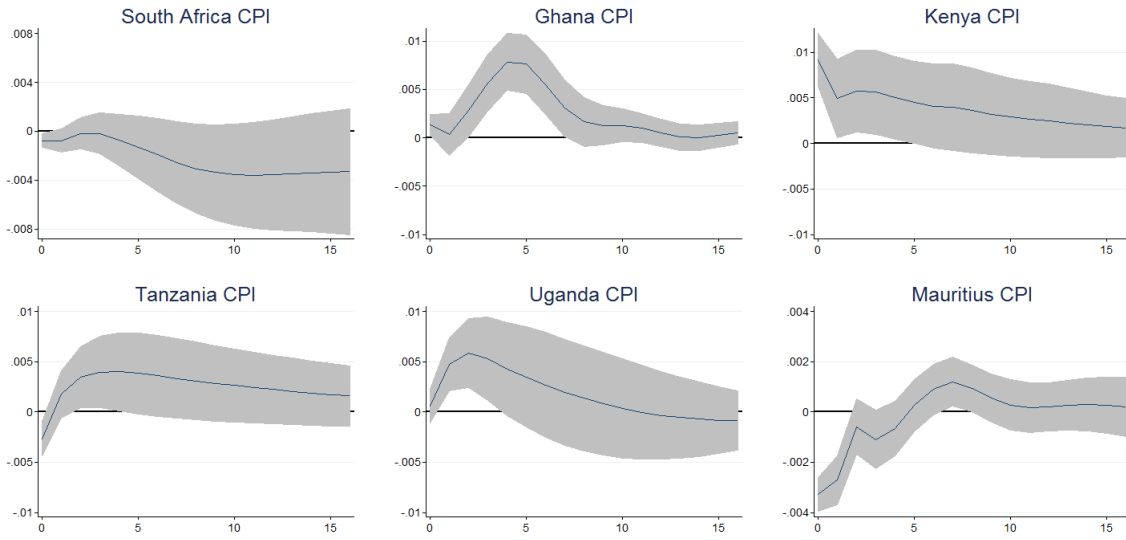 South Africa CPI
.008
.004
0
-.004
-.008
0 5 10 15
Ghana CPI
.01
.005
0
-.005
-.01
0 5 10 15
Kenya CPI
.01
.005
0
-.005
-.01
0 5 10 15
Tanzania CPI
.01
.005
0
-.005
-.01
0 5 10 15
Uganda CPI
.01
.005
0
-.005
-.01
0 5 10 15
Mauritius CPI
.004
.002
0
-.002
-.004
0 5 10 15